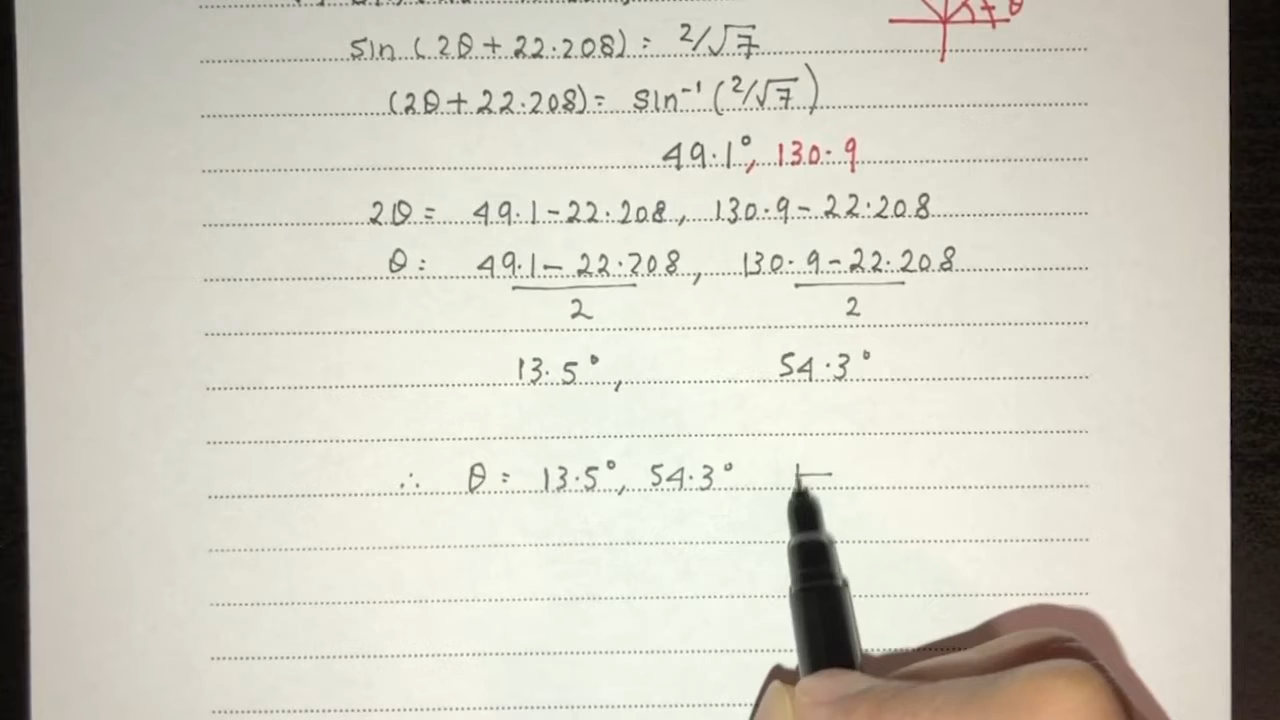 θ
sin (2θ + 22.208) = 2/√7
(2θ + 22.208) = sin⁻¹ (2/√7)
49.1°, 130.9
2θ = 49.1 - 22.208, 130.9 - 22.208
θ: 49.1 - 22.208, 130.9 - 22.208
2 2
13.5°, 54.3°
∴ θ = 13.5°, 54.3°